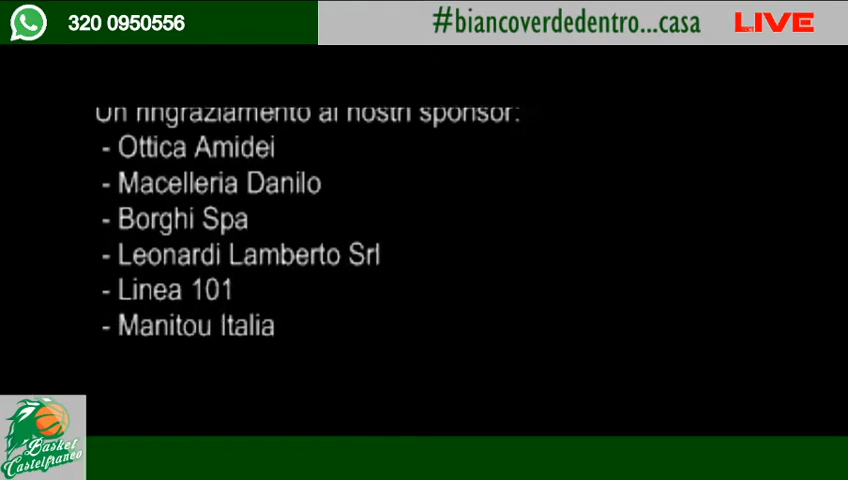 320 0950556
#biancoverdedentro...casa
LIVE
Un ringraziamento ai nostri sponsor:
- Ottica Amidei
- Macelleria Danilo
- Borghi Spa
- Leonardi Lamberto Srl
- Linea 101
- Manitou Italia
Basket
Castelfranco